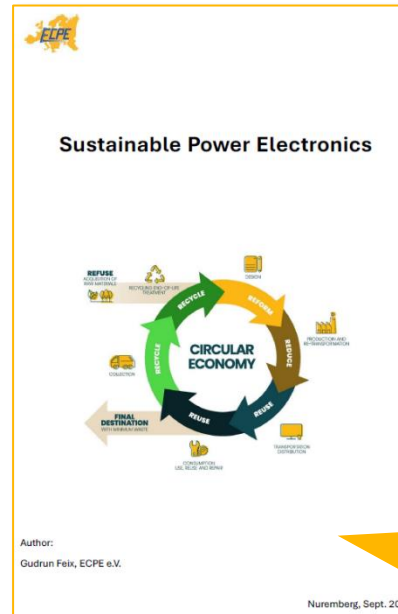 ECPE
Sustainable Power Electronics
REFUSE
ACQUISITION OF
RAW MATERIALS
RECYCLING END-OF-LIFE
TREATMENT
DESIGN
RECYCLE
REFORM
REDUCE
PRODUCTION AND
RE-TRANSFORMATION
CIRCULAR
ECONOMY
RECYCLE
COLLECTION
REUSE
REUSE
FINAL
DESTINATION
WITH MINIMUM WASTE
TRANSPORTATION
DISTRIBUTION
CONSUMPTION
USE, REUSE AND REPAIR
Author:
Gudrun Feix, ECPE e.V.
Nuremberg, Sept. 20